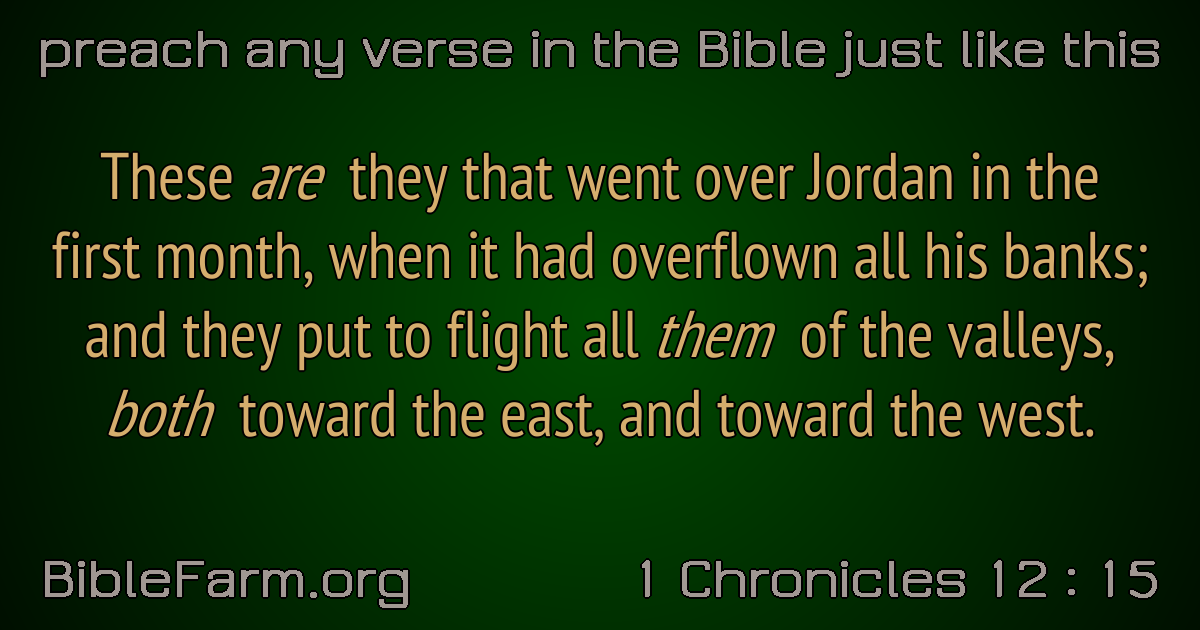 preach any verse in the Bible just like this
These are they that went over Jordan in the
first month, when it had overflown all his banks;
and they put to flight all them of the valleys,
both toward the east, and toward the west.
BibleFarm.org
1 Chronicles 12 : 15